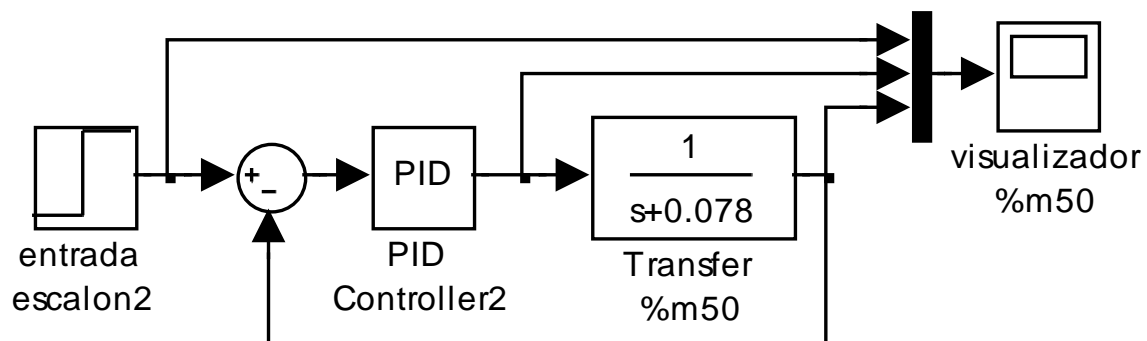 entrada
escalon2
+
−
PID
PID
Controller2
1
s+0.078
Transfer
%m50
visualizador
%m50